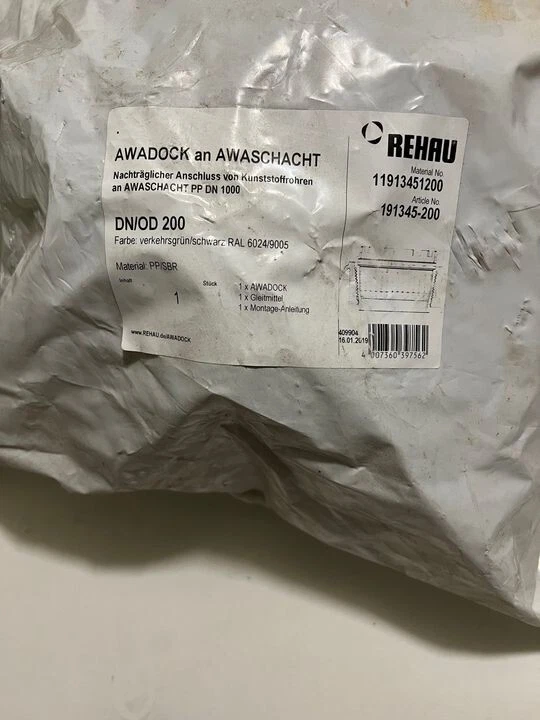 REHAU
AWADOCK an AWASCHACHT
Nachträglicher Anschluss von Kunststoffrohren
an AWASCHACHT PP DN 1000
Material No.
11913451200
Article No.
191345-200
DN/OD 200
Farbe: verkehrsgrün/schwarz RAL 6024/9005
Material: PP/SBR
Inhalt
1
Stück
1 x AWADOCK
1 x Gleitmittel
1 x Montage-Anleitung
www.REHAU.de/AWADOCK
409904
16.01.2019
4 007360 397562